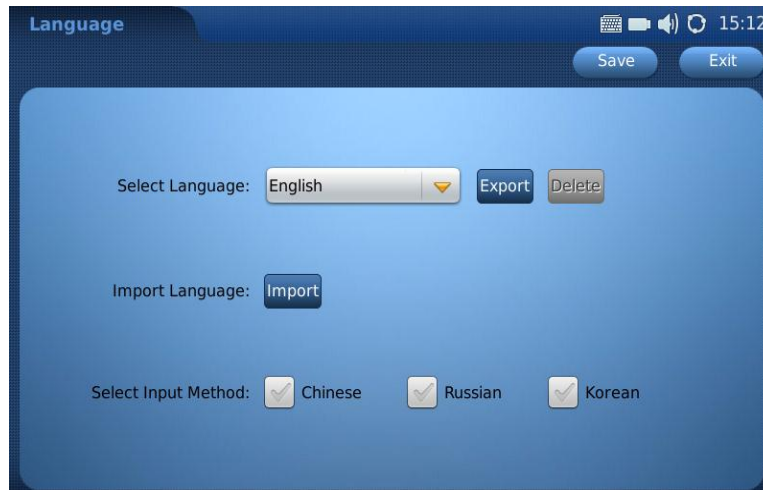 Language 15:12
Save Exit
Select Language: English Export Delete
Import Language: Import
Select Input Method: Chinese Russian Korean